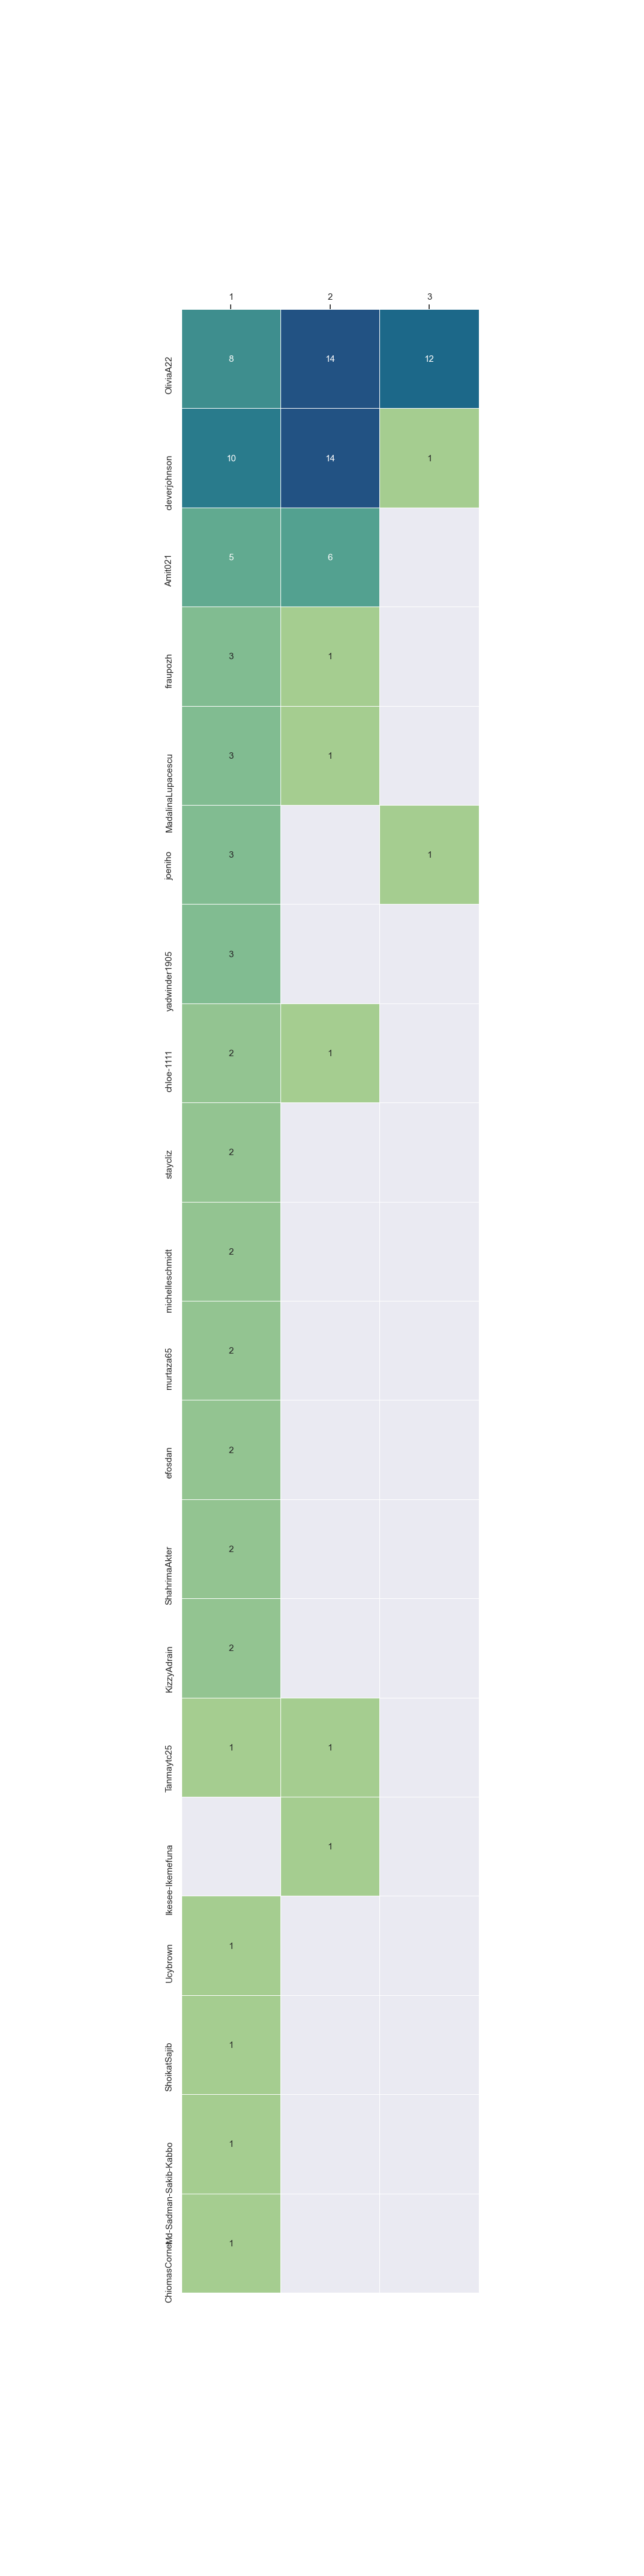 1 2 3
OliviaA22 8 14 12
cleverjohnson 10 14 1
Amit021 5 6
fraupozh 3 1
MadalinaLupacescu 3 1
joeniho 3 1
yadwinder1905 3
chloe-1111 2 1
staycliz 2
michelleschmidt 2
murtaza65 2
efosdan 2
ShahrimaAkter 2
KizzyAdrain 2
Tanmaytc25 1 1
Ikesee-Ikemefuna 1
Ucybrown 1
ShoikatSajib 1
Md-Sadman-Sakib-Kabbo 1
ChiomasCorner 1